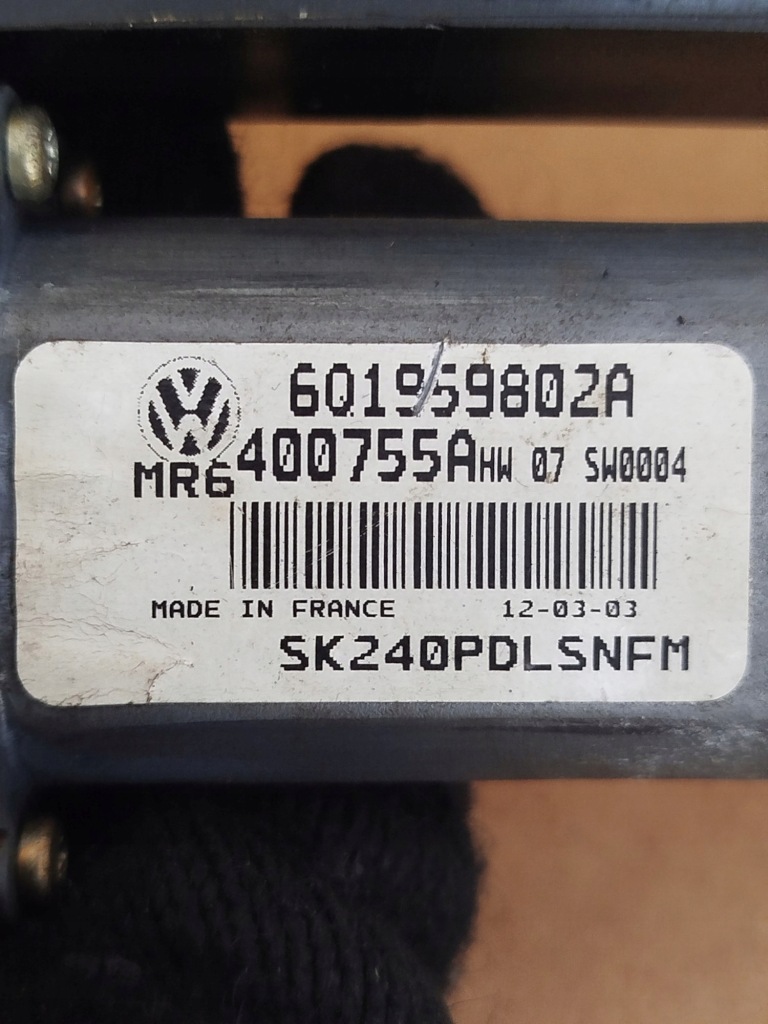 6Q1959802A
400755A HW 07 SW0004
MR6
MADE IN FRANCE 12-03-03
SK240PDLSNFM